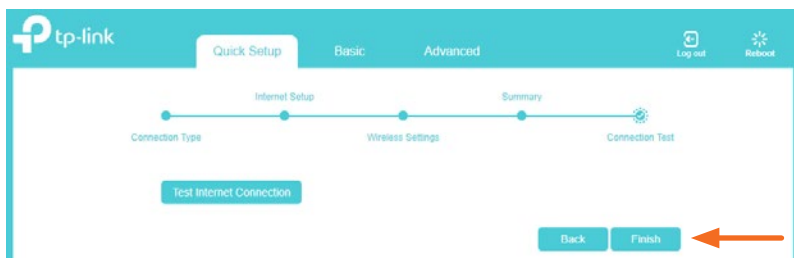 tp-link
Quick Setup Basic Advanced
Log out Reboot
Internet Setup Summary
Connection Type Wireless Settings Connection Test
Test Internet Connection
Back Finish